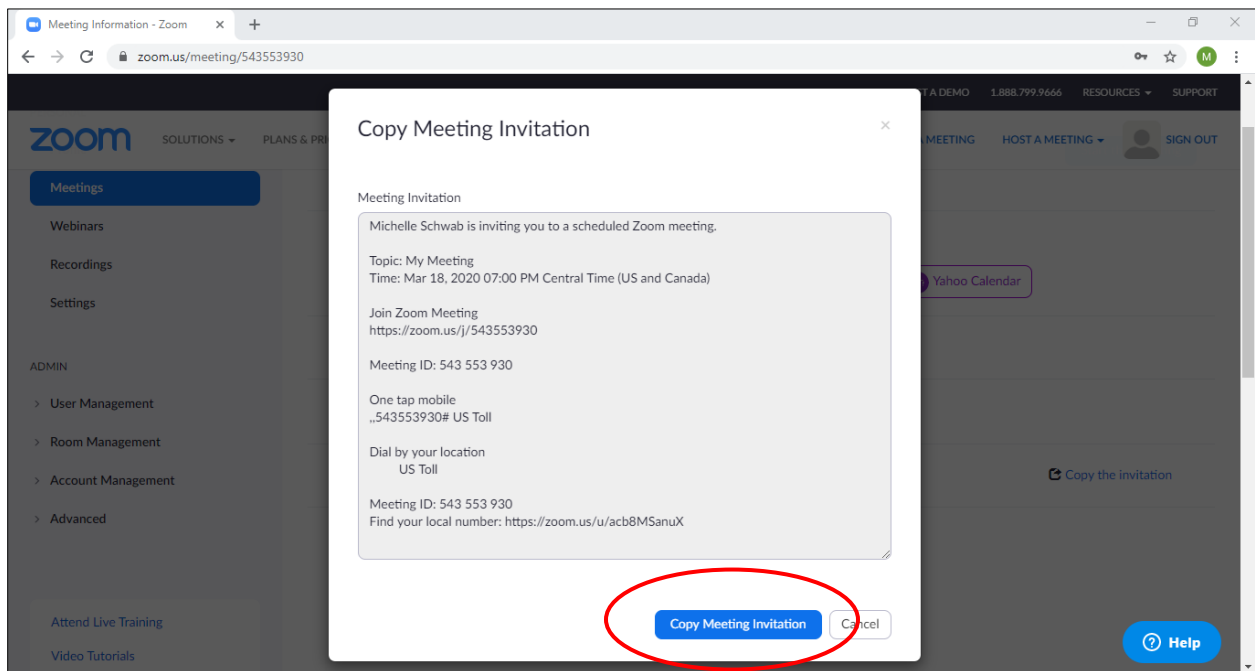 Meeting Information - Zoom
zoom.us/meeting/543553930
M
T A DEMO 1.888.799.9666 RESOURCES SUPPORT
zoom SOLUTIONS PLANS & PRI MEETING HOST A MEETING SIGN OUT
Meetings
Webinars
Recordings
Settings
ADMIN
User Management
Room Management
Account Management
Advanced
Attend Live Training
Video Tutorials
Copy Meeting Invitation
Meeting Invitation
Michelle Schwab is inviting you to a scheduled Zoom meeting.
Topic: My Meeting
Time: Mar 18, 2020 07:00 PM Central Time (US and Canada)
Join Zoom Meeting
https://zoom.us/j/543553930
Meeting ID: 543 553 930
One tap mobile
,,543553930# US Toll
Dial by your location
US Toll
Meeting ID: 543 553 930
Find your local number: https://zoom.us/u/acb8MSanuX
Copy Meeting Invitation Cancel
Yahoo Calendar
Copy the invitation
Help